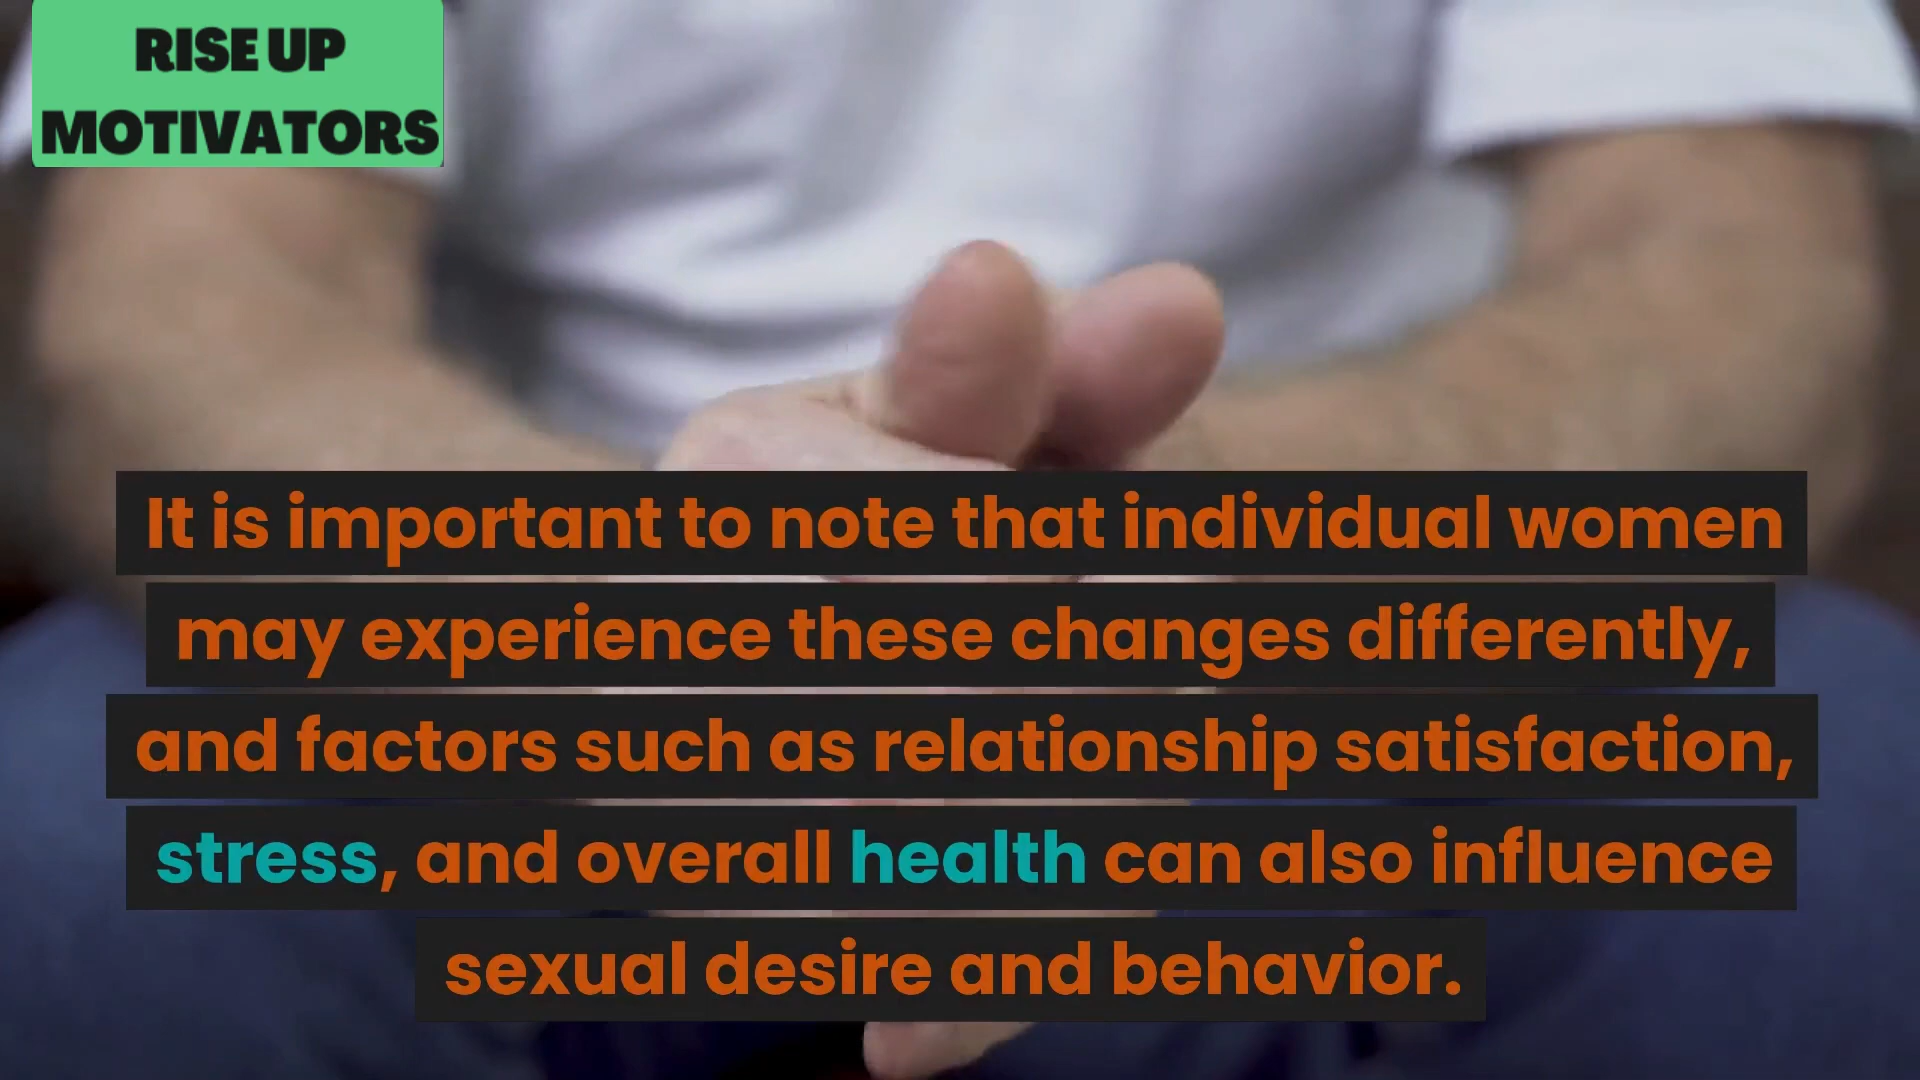 RISE UP
MOTIVATORS
It is important to note that individual women
may experience these changes differently,
and factors such as relationship satisfaction,
stress, and overall health can also influence
sexual desire and behavior.